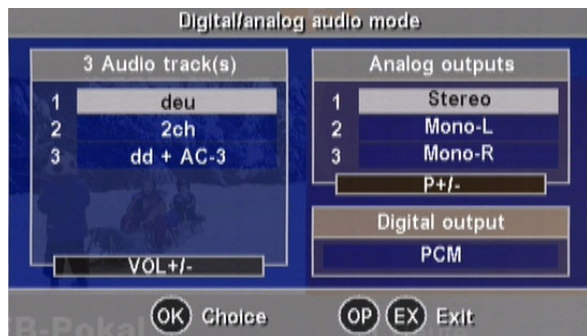 Digital/analog audio mode
3 Audio track(s)
1 deu
2 2ch
3 dd + AC-3
VOL+/-
Analog outputs
1 Stereo
2 Mono-L
3 Mono-R
P+/-
Digital output
PCM
OK Choice
OP EX Exit
B-Pokal